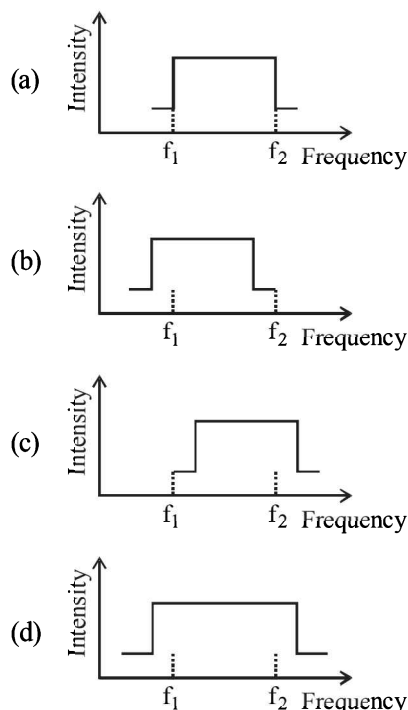 (a)
Intensity
f₁ f₂ Frequency
(b)
Intensity
f₁ f₂ Frequency
(c)
Intensity
f₁ f₂ Frequency
(d)
Intensity
f₁ f₂ Frequency